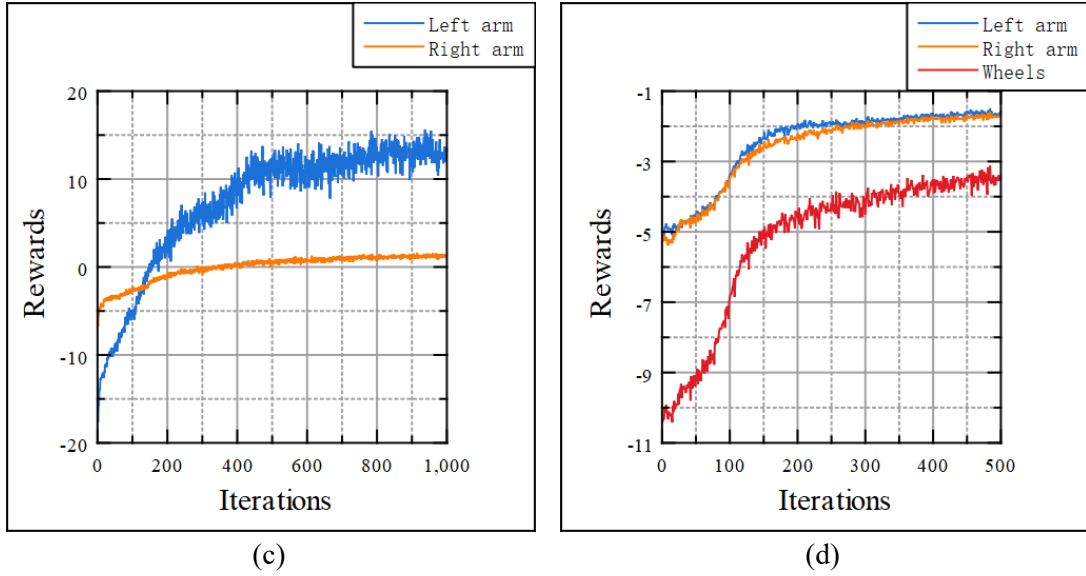 Left arm
Right arm
20
10
0
-10
-20
Rewards
0 200 400 600 800 1,000
Iterations
(c)
Left arm
Right arm
Wheels
-1
-3
-5
-7
-9
-11
Rewards
0 100 200 300 400 500
Iterations
(d)